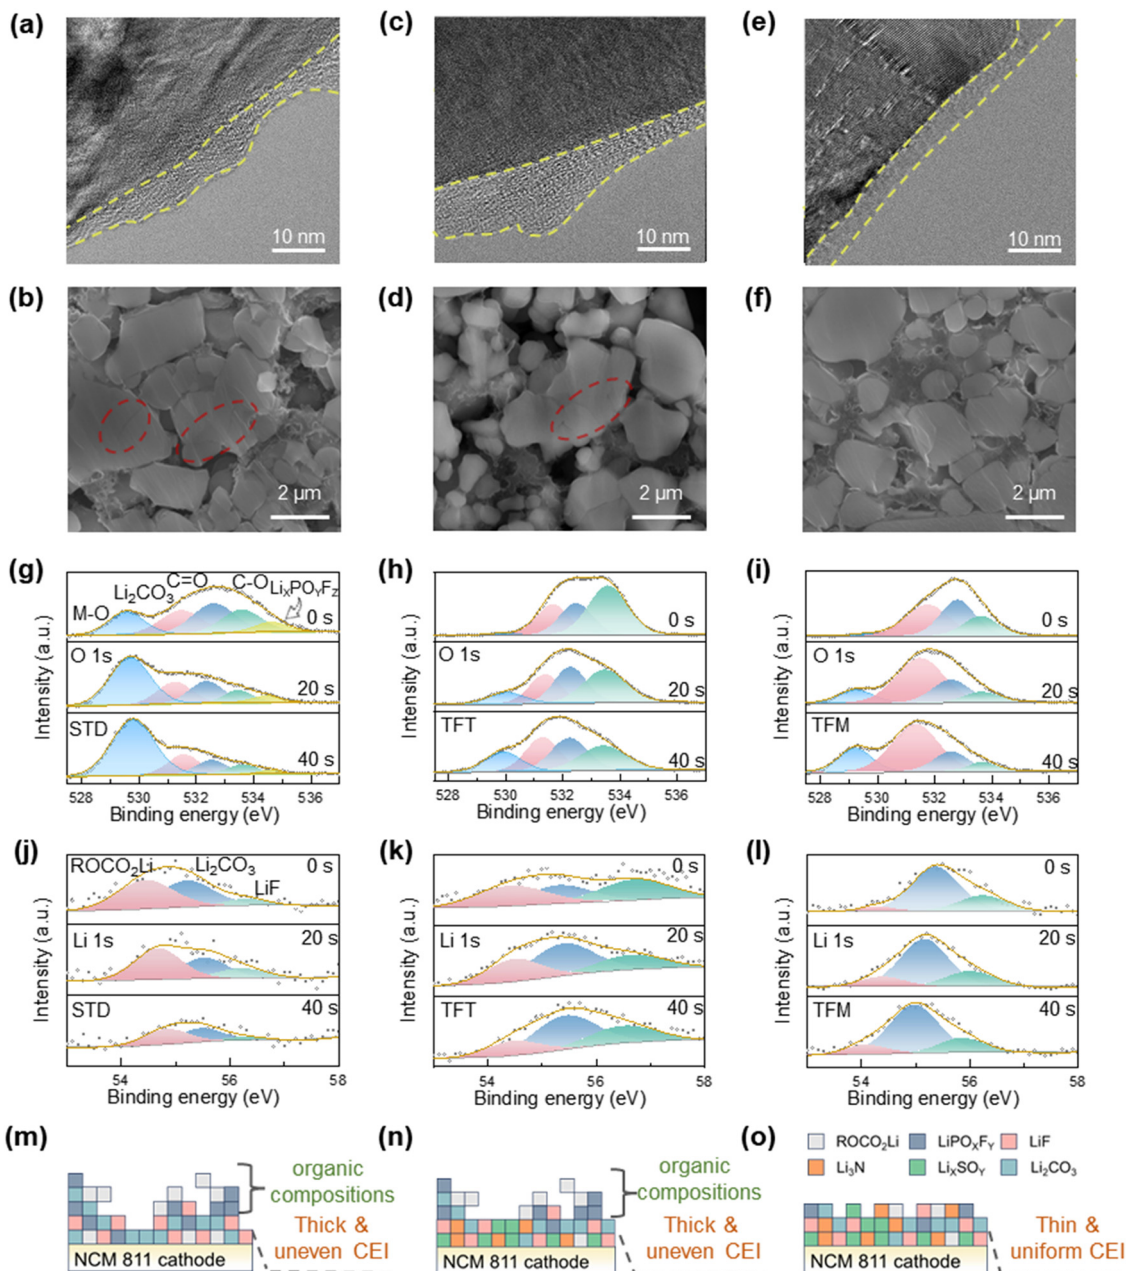 (a)
(c)
(e)
10 nm
10 nm
10 nm
(b)
(d)
(f)
2 µm
2 µm
2 µm
(g)
(h)
(i)
Intensity (a.u.)
M-O
Li₂CO₃
C=O
C-O
LiₓPOᵧF_Z
0 s
O 1s
20 s
STD
40 s
528 530 532 534 536
Binding energy (eV)
Intensity (a.u.)
0 s
O 1s
20 s
TFT
40 s
528 530 532 534 536
Binding energy (eV)
Intensity (a.u.)
0 s
O 1s
20 s
TFM
40 s
528 530 532 534 536
Binding energy (eV)
(j)
(k)
(l)
Intensity (a.u.)
ROCO₂Li
Li₂CO₃
LiF
0 s
Li 1s
20 s
STD
40 s
54 56 58
Binding energy (eV)
Intensity (a.u.)
0 s
Li 1s
20 s
TFT
40 s
54 56 58
Binding energy (eV)
Intensity (a.u.)
0 s
Li 1s
20 s
TFM
40 s
54 55 56 57 58
Binding energy (eV)
(m)
organic
compositions
Thick &
uneven CEI
NCM 811 cathode
(n)
organic
compositions
Thick &
uneven CEI
NCM 811 cathode
(o)
ROCO₂Li LiPOₓFᵧ LiF
Li₃N LiₓSOᵧ Li₂CO₃
Thin &
uniform CEI
NCM 811 cathode